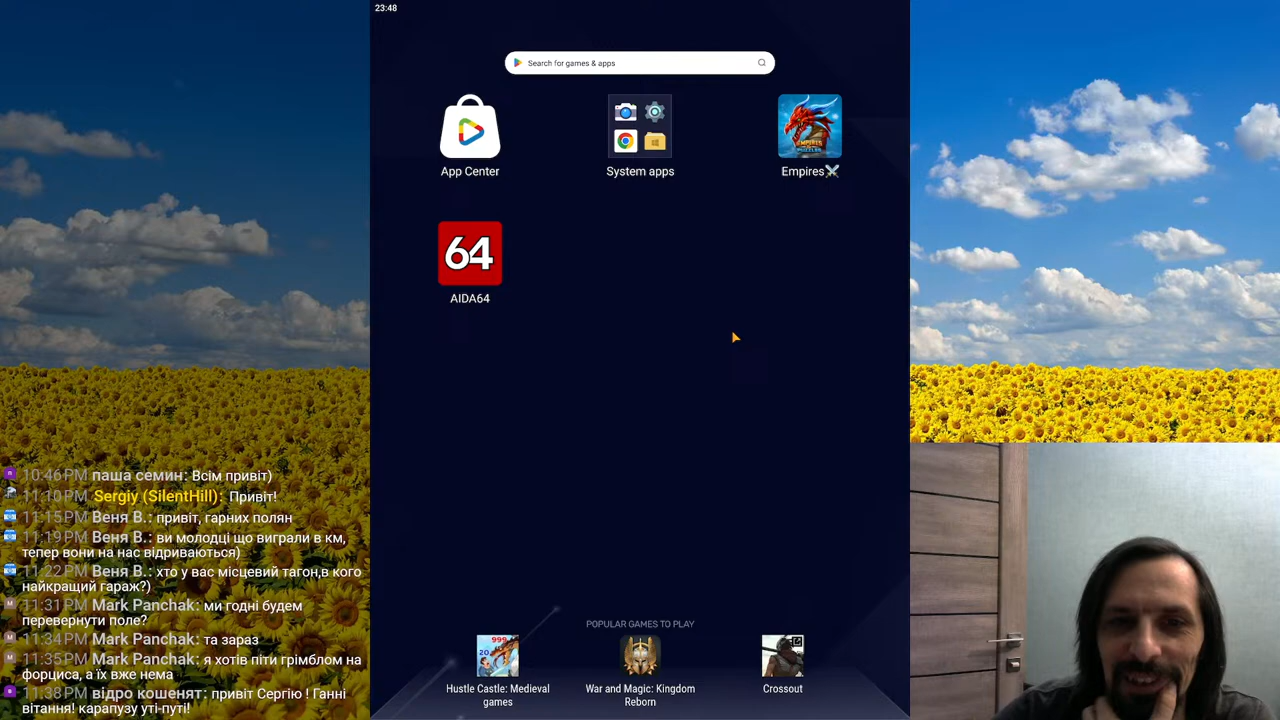 23:48
Search for games & apps
App Center
System apps
Empires⚔
EMPIRES
PUZZLES
64
AIDA64
10:46 PM паша семин: Всім привіт)
11:10 PM Sergiy (SilentHill): Привіт!
11:15 PM Веня В.: привіт, гарних полян
11:19 PM Веня В.: ви молодці що виграли в км,
тепер вони на нас відриваються)
11:22 PM Веня В.: хто у вас місцевий тагон,в кого
найкращий гараж?)
11:31 PM Mark Panchak: ми годні будем
перевернути поле?
11:34 PM Mark Panchak: та зараз
11:35 PM Mark Panchak: я хотів піти грімблом на
форциса, а їх вже нема
11:38 PM відро кошенят: привіт Сергію ! Ганні
вітання! карапузу уті-путі!
POPULAR GAMES TO PLAY
999
20
Hustle Castle: Medieval
games
War and Magic: Kingdom
Reborn
Crossout